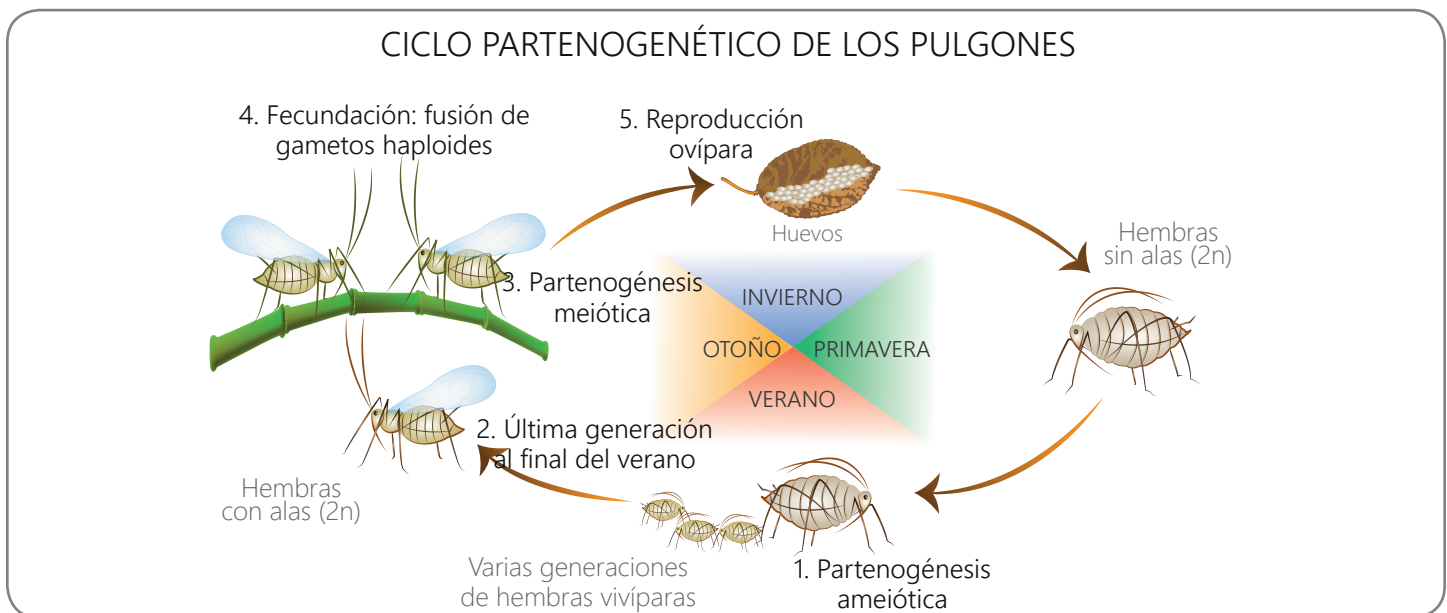 CICLO PARTENOGENÉTICO DE LOS PULGONES
4. Fecundación: fusión de
gametos haploides
5. Reproducción
ovípara
Huevos
Hembras
sin alas (2n)
3. Partenogénesis
meiótica
INVIERNO
OTOÑO
PRIMAVERA
VERANO
2. Última generación
al final del verano
Hembras
con alas (2n)
Varias generaciones
de hembras vivíparas
1. Partenogénesis
ameiótica